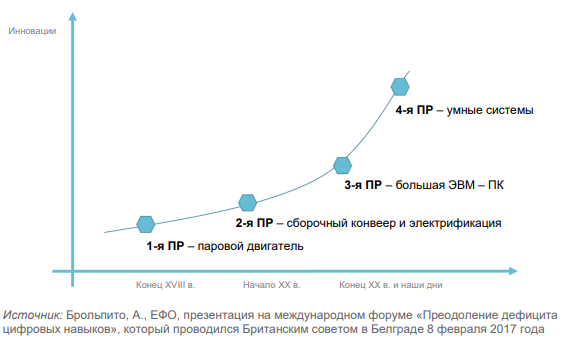 Инновации
4-я ПР – умные системы
3-я ПР – большая ЭВМ – ПК
2-я ПР – сборочный конвеер и электрификация
1-я ПР – паровой двигатель
Конец XVIII в. Начало XX в. Конец XX в. и наши дни
Источник: Брольпито, А., ЕФО, презентация на международном форуме «Преодоление дефицита
цифровых навыков», который проводился Британским советом в Белграде 8 февраля 2017 года